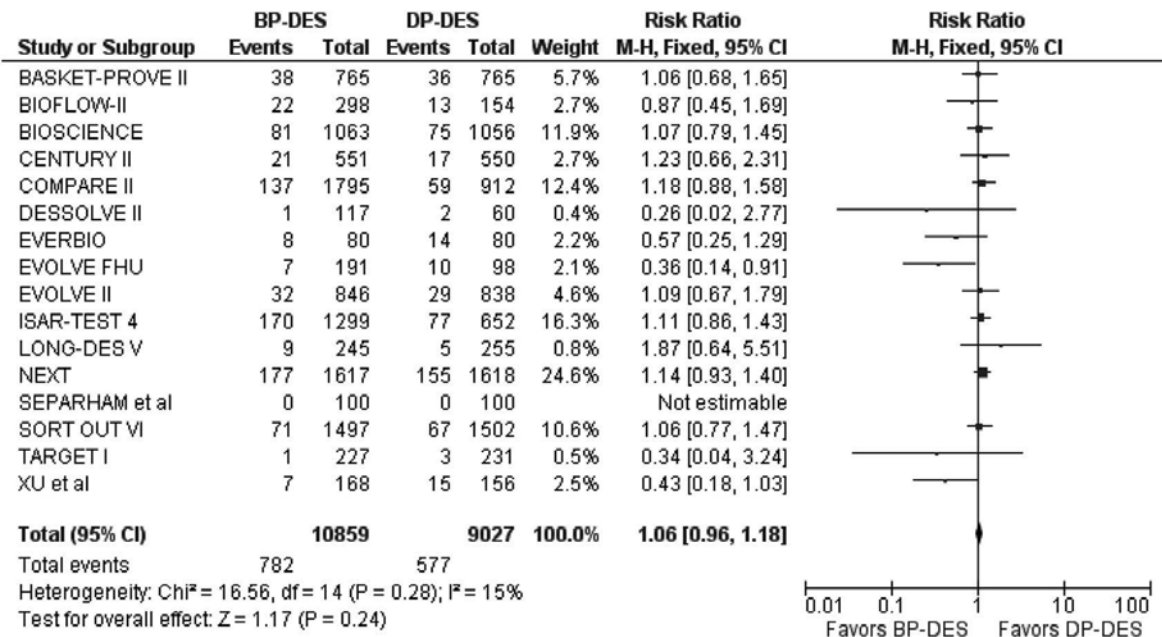 BP-DES DP-DES Risk Ratio Risk Ratio
Study or Subgroup Events Total Events Total Weight M-H, Fixed, 95% CI M-H, Fixed, 95% CI
BASKET-PROVE II 38 765 36 765 5.7% 1.06 [0.68, 1.65]
BIOFLOW-II 22 298 13 154 2.7% 0.87 [0.45, 1.69]
BIOSCIENCE 81 1063 75 1056 11.9% 1.07 [0.79, 1.45]
CENTURY II 21 551 17 550 2.7% 1.23 [0.66, 2.31]
COMPARE II 137 1795 59 912 12.4% 1.18 [0.88, 1.58]
DESSOLVE II 1 117 2 60 0.4% 0.26 [0.02, 2.77]
EVERBIO 8 80 14 80 2.2% 0.57 [0.25, 1.29]
EVOLVE FHU 7 191 10 98 2.1% 0.36 [0.14, 0.91]
EVOLVE II 32 846 29 838 4.6% 1.09 [0.67, 1.79]
ISAR-TEST 4 170 1299 77 652 16.3% 1.11 [0.86, 1.43]
LONG-DES V 9 245 5 255 0.8% 1.87 [0.64, 5.51]
NEXT 177 1617 155 1618 24.6% 1.14 [0.93, 1.40]
SEPARHAM et al 0 100 0 100 Not estimable
SORT OUT VI 71 1497 67 1502 10.6% 1.06 [0.77, 1.47]
TARGET I 1 227 3 231 0.5% 0.34 [0.04, 3.24]
XU et al 7 168 15 156 2.5% 0.43 [0.18, 1.03]
Total (95% CI) 10859 9027 100.0% 1.06 [0.96, 1.18]
Total events 782 577
Heterogeneity: Chi² = 16.56, df = 14 (P = 0.28); I² = 15%
Test for overall effect: Z = 1.17 (P = 0.24)
0.01 0.1 1 10 100
Favors BP-DES Favors DP-DES